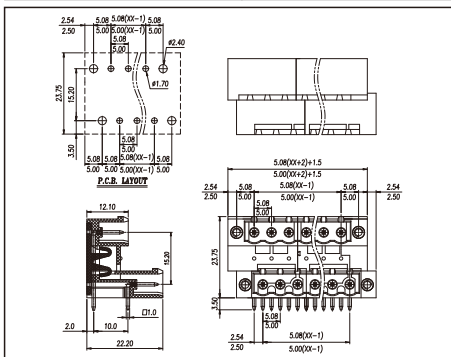 5.08 5.08(XX-1) 5.08
2.54 5.00 5.00(XX-1) 5.00
2.50 5.08
5.00
ø2.40
ø1.70
23.75
15.20
3.50
5.08 5.08 5.08
5.00 5.00 5.00
5.08(XX-1)
5.00(XX-1)
P.C.B. LAYOUT
5.08(XX+2)+1.5
5.00(XX+2)+1.5
2.54 5.08 5.08(XX-1) 5.08 2.54
2.50 5.00 5.00(XX-1) 5.00 2.50
5.08
5.00
12.10
15.20
□1.0
2.0 10.0
22.20
23.75
3.50
2.54 5.08
2.50 5.00
5.08(XX-1)
5.00(XX-1)